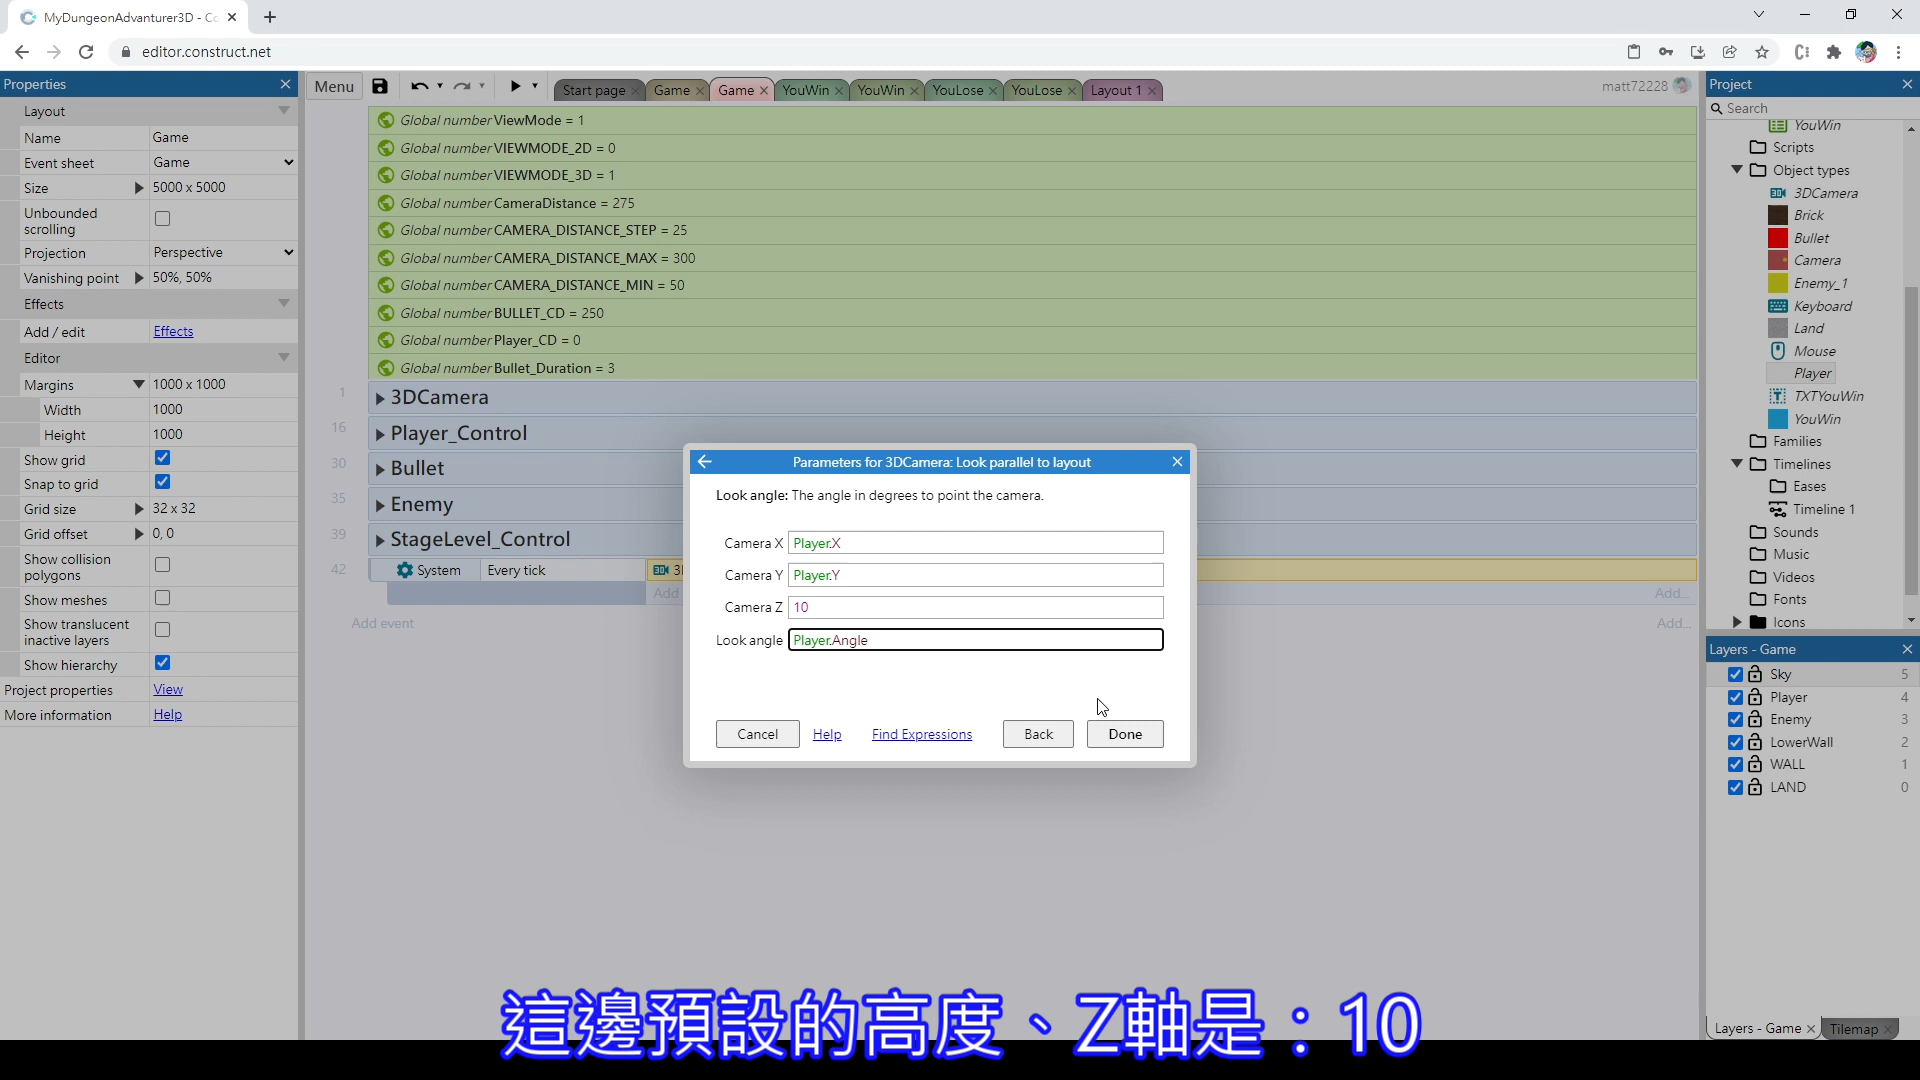 MyDungeonAdvanturer3D - Co
editor.construct.net
Properties
Layout
Name Game
Event sheet Game
Size 5000 x 5000
Unbounded
scrolling
Projection Perspective
Vanishing point 50%, 50%
Effects
Add / edit Effects
Editor
Margins 1000 x 1000
Width 1000
Height 1000
Show grid
Snap to grid
Grid size 32 x 32
Grid offset 0, 0
Show collision
polygons
Show meshes
Show translucent
inactive layers
Show hierarchy
Project properties View
More information Help
Menu
Start page Game Game YouWin YouWin YouLose YouLose Layout 1
matt72228
Global number ViewMode = 1
Global number VIEWMODE_2D = 0
Global number VIEWMODE_3D = 1
Global number CameraDistance = 275
Global number CAMERA_DISTANCE_STEP = 25
Global number CAMERA_DISTANCE_MAX = 300
Global number CAMERA_DISTANCE_MIN = 50
Global number BULLET_CD = 250
Global number Player_CD = 0
Global number Bullet_Duration = 3
1 3DCamera
16 Player_Control
30 Bullet
35 Enemy
39 StageLevel_Control
42 System Every tick
Add
Add...
Add event
Add...
Parameters for 3DCamera: Look parallel to layout
Look angle: The angle in degrees to point the camera.
Camera X Player.X
Camera Y Player.Y
Camera Z 10
Look angle Player.Angle
Cancel Help Find Expressions Back Done
Project
Search
YouWin
Scripts
Object types
3DCamera
Brick
Bullet
Camera
Enemy_1
Keyboard
Land
Mouse
Player
TXTYouWin
YouWin
Families
Timelines
Eases
Timeline 1
Sounds
Music
Videos
Fonts
Icons
Layers - Game
Sky 5
Player 4
Enemy 3
LowerWall 2
WALL 1
LAND 0
Layers - Game Tilemap
這邊預設的高度、Z軸是：10